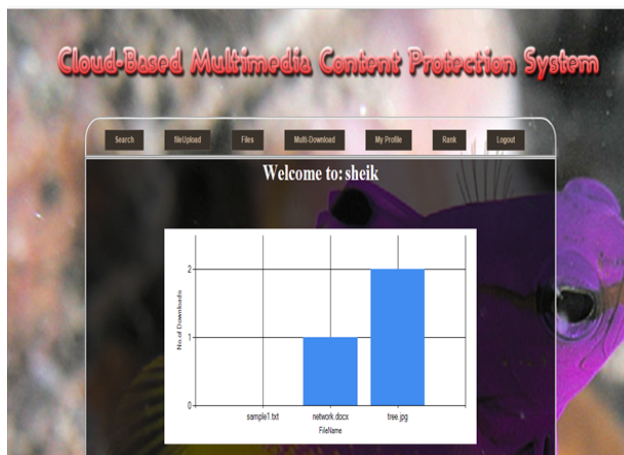 Cloud-Based Multimedia Content Protection System
Search fileUpload Files Multi-Download My Profile Rank Logout
Welcome to: sheik
2
No.of Downloads
1
0
sample1.txt network.docx tree.jpg
FileName